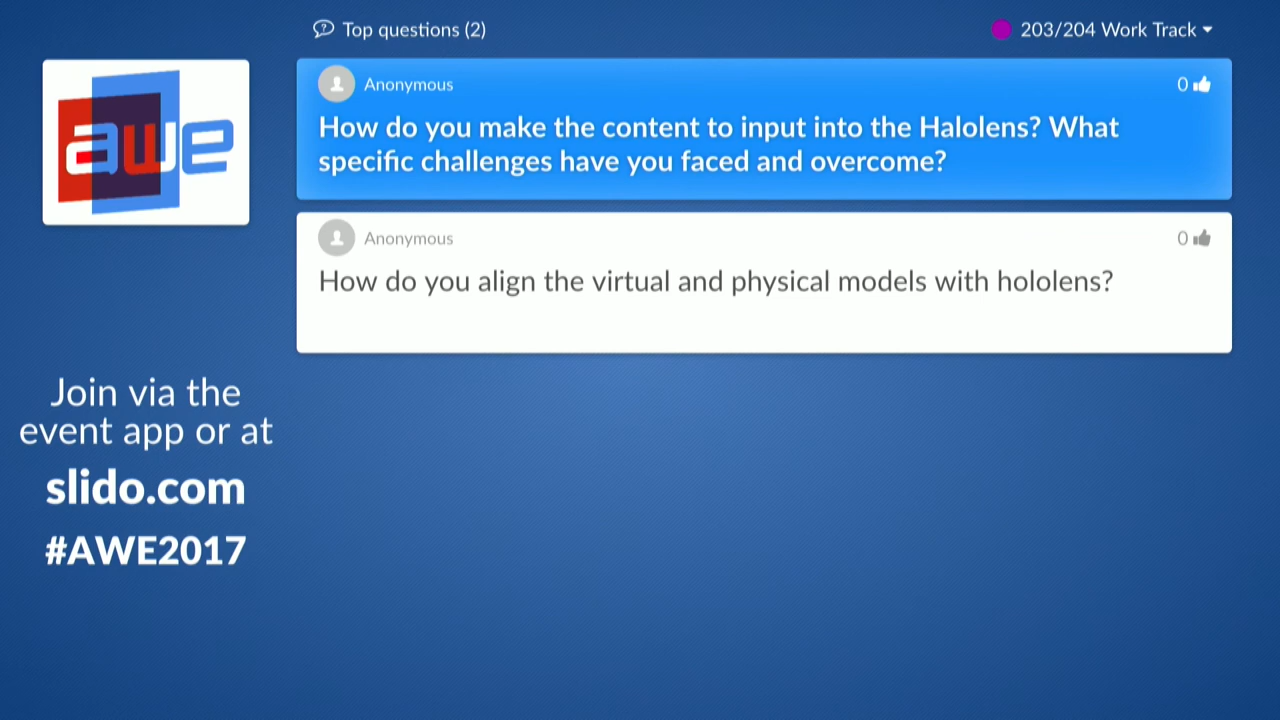 Top questions (2)
203/204 Work Track
awe
Anonymous
0
How do you make the content to input into the Halolens? What
specific challenges have you faced and overcome?
Anonymous
0
How do you align the virtual and physical models with hololens?
Join via the
event app or at
slido.com
#AWE2017